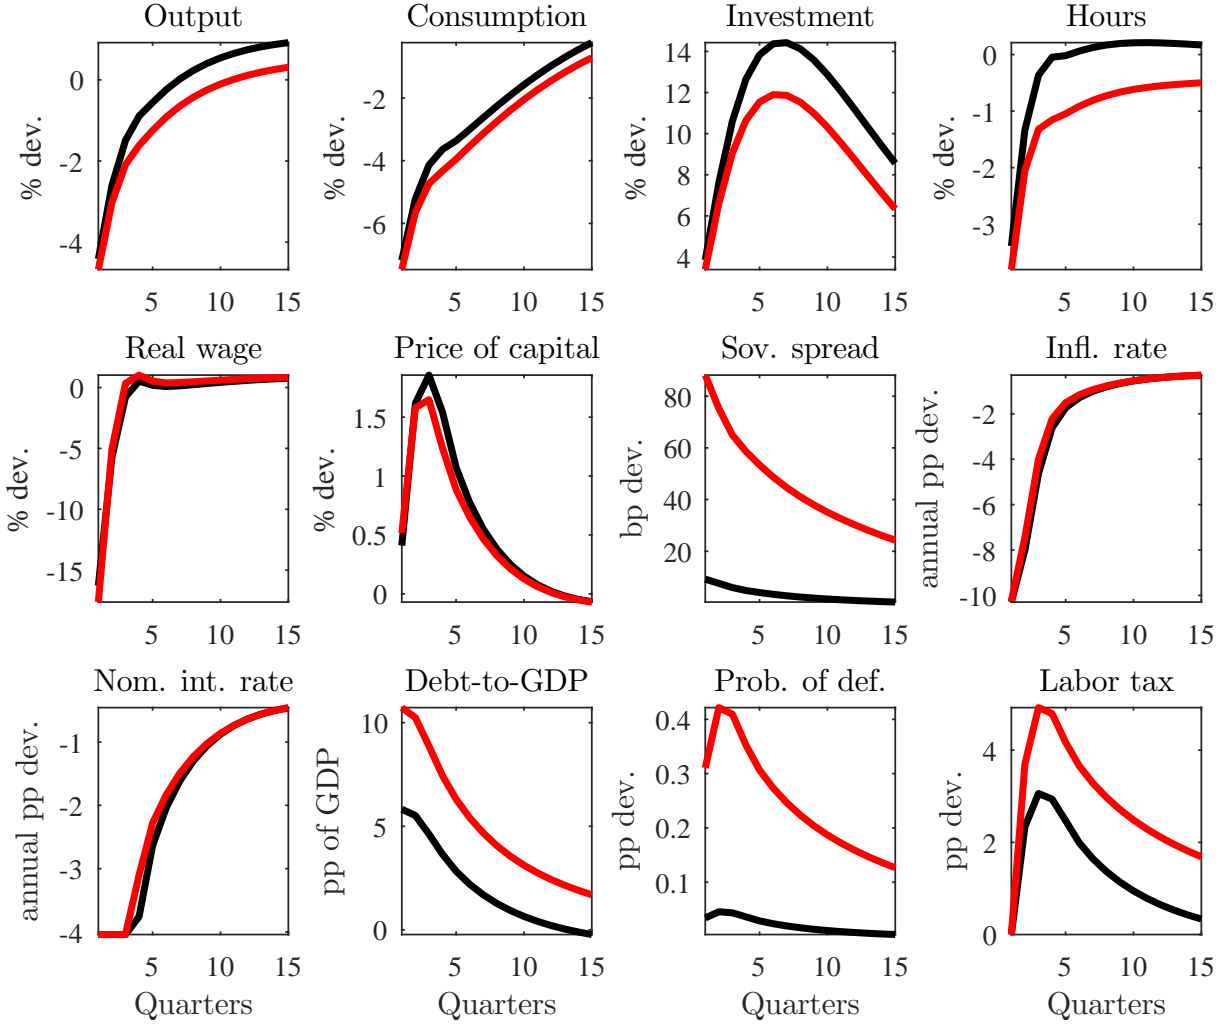 Output Consumption Investment Hours
% dev. 0 -2 -4 5 10 15
% dev. -2 -4 -6 5 10 15
% dev. 14 12 10 8 6 4 5 10 15
% dev. 0 -1 -2 -3 5 10 15
Real wage Price of capital Sov. spread Infl. rate
% dev. 0 -5 -10 -15 5 10 15
% dev. 1.5 1 0.5 0 5 10 15
bp dev. 80 60 40 20 5 10 15
annual pp dev. -2 -4 -6 -8 -10 5 10 15
Nom. int. rate Debt-to-GDP Prob. of def. Labor tax
annual pp dev. -1 -2 -3 -4 5 10 15
pp of GDP 10 5 0 5 10 15
pp dev. 0.4 0.3 0.2 0.1 5 10 15
pp dev. 4 2 0 5 10 15
Quarters Quarters Quarters Quarters